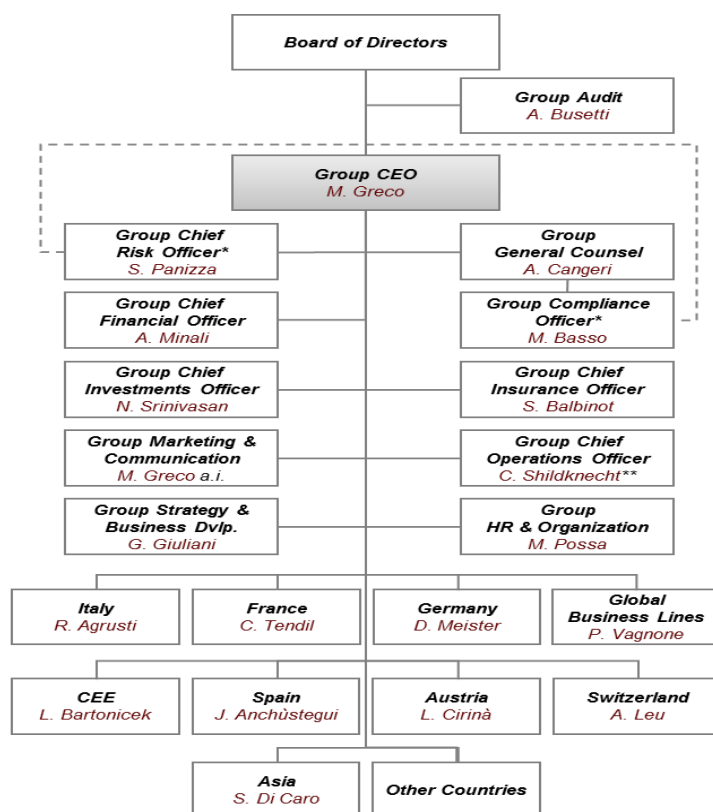 Board of Directors
Group Audit
A. Busetti
Group CEO
M. Greco
Group Chief
Risk Officer*
S. Panizza
Group
General Counsel
A. Cangeri
Group Chief
Financial Officer
A. Minali
Group Compliance
Officer*
M. Basso
Group Chief
Investments Officer
N. Srinivasan
Group Chief
Insurance Officer
S. Balbinot
Group Marketing &
Communication
M. Greco a.i.
Group Chief
Operations Officer
C. Shildknecht**
Group Strategy &
Business Dvlp.
G. Giuliani
Group
HR & Organization
M. Possa
Italy
R. Agrusti
France
C. Tendil
Germany
D. Meister
Global
Business Lines
P. Vagnone
CEE
L. Bartonicek
Spain
J. Anchùstegui
Austria
L. Cirinà
Switzerland
A. Leu
Asia
S. Di Caro
Other Countries